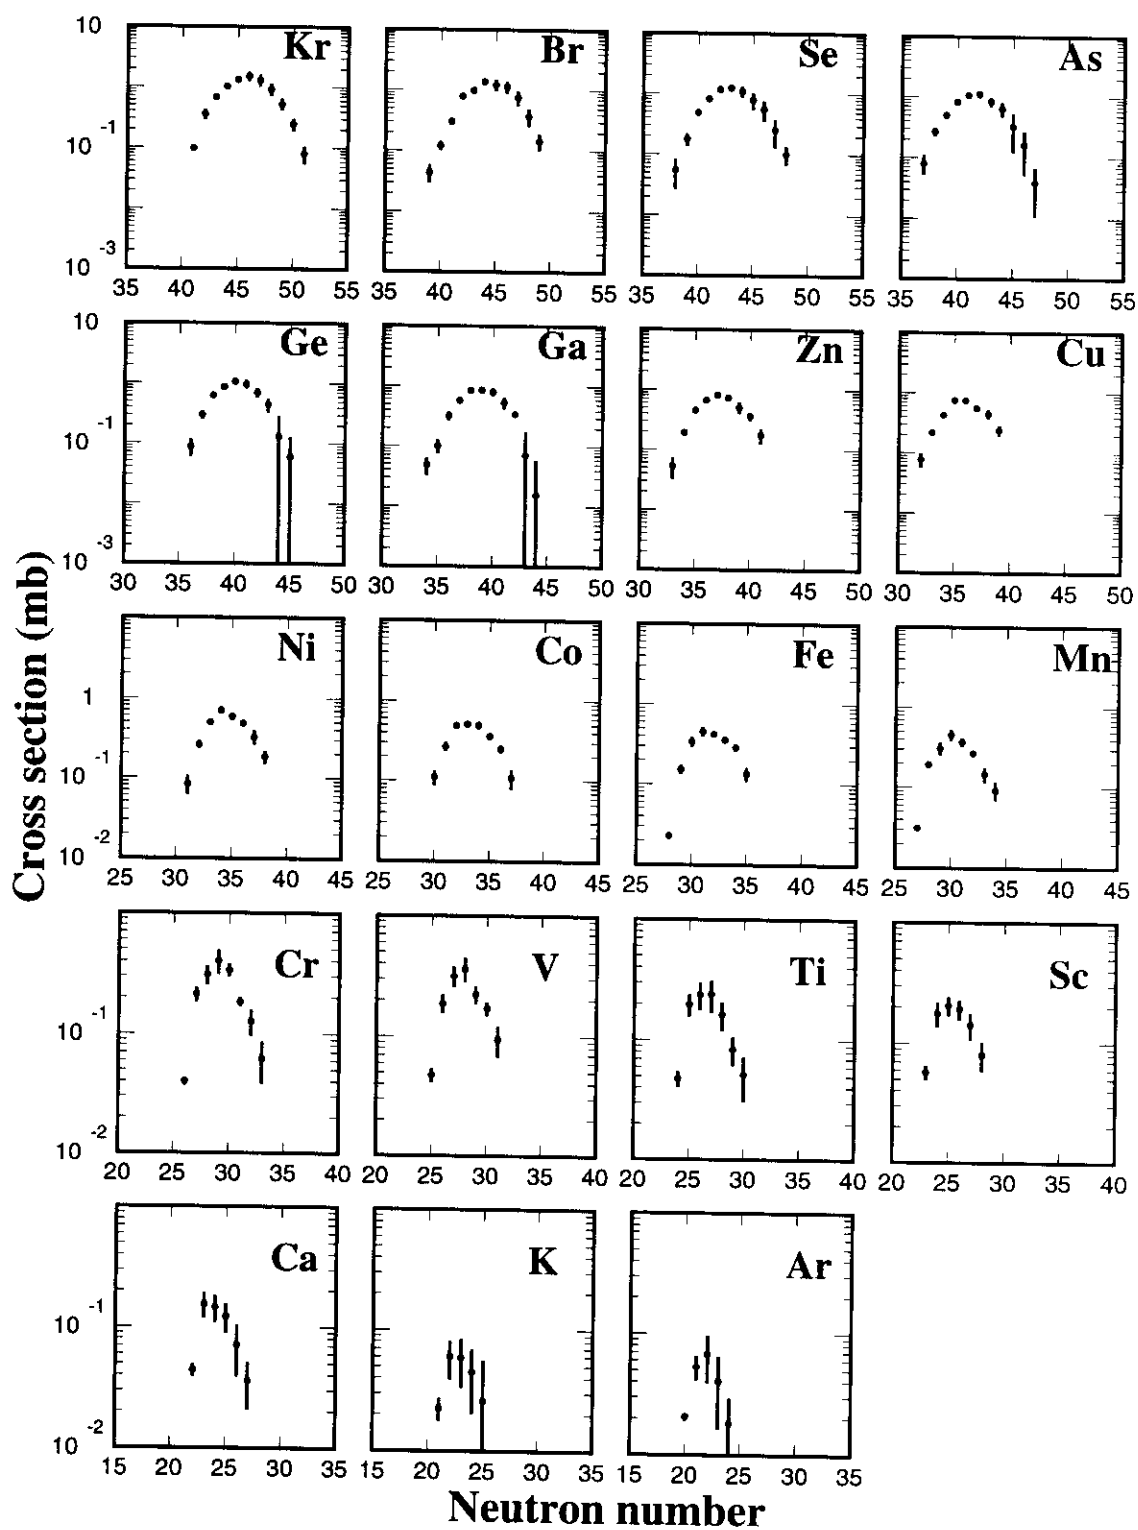 10 Kr Br Se As
10 -1
10 -3
35 40 45 50 55 35 40 45 50 55 35 40 45 50 55 35 40 45 50 55
10 Ge Ga Zn Cu
10 -1
10 -3
30 35 40 45 50 30 35 40 45 50 30 35 40 45 50 30 35 40 45 50
Cross section (mb)
Ni Co Fe Mn
1
10 -1
10 -2
25 30 35 40 45 25 30 35 40 45 25 30 35 40 45 25 30 35 40 45
Cr V Ti Sc
10 -1
10 -2
20 25 30 35 40 20 25 30 35 40 20 25 30 35 40 20 25 30 35 40
Ca K Ar
10 -1
10 -2
15 20 25 30 35 15 20 25 30 35 15 20 25 30 35
Neutron number